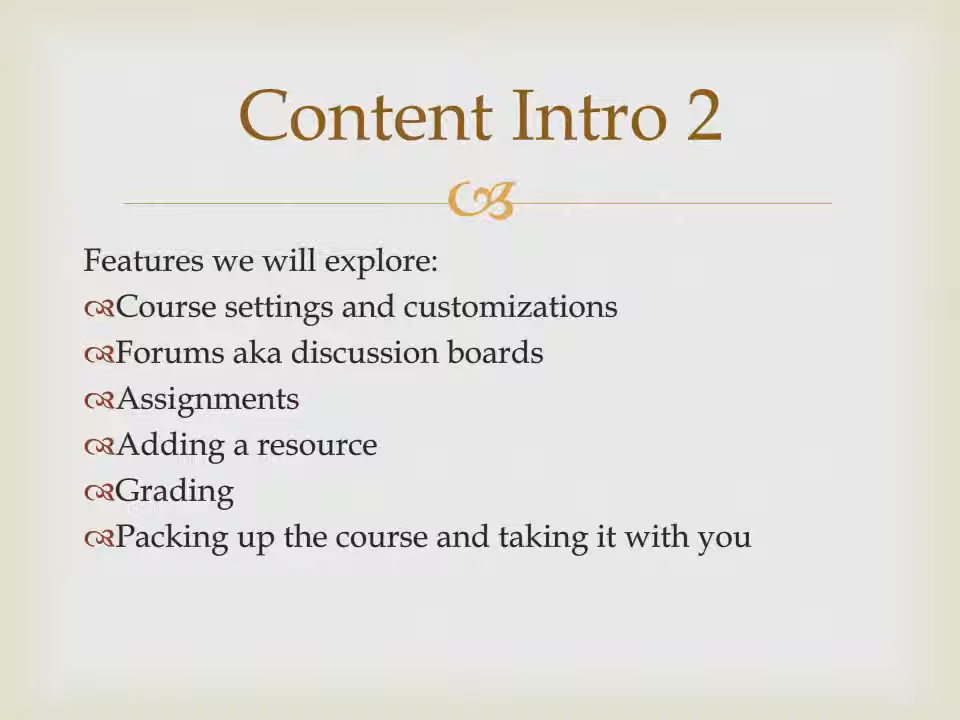 Content Intro 2
Features we will explore:
Course settings and customizations
Forums aka discussion boards
Assignments
Adding a resource
Grading
Packing up the course and taking it with you